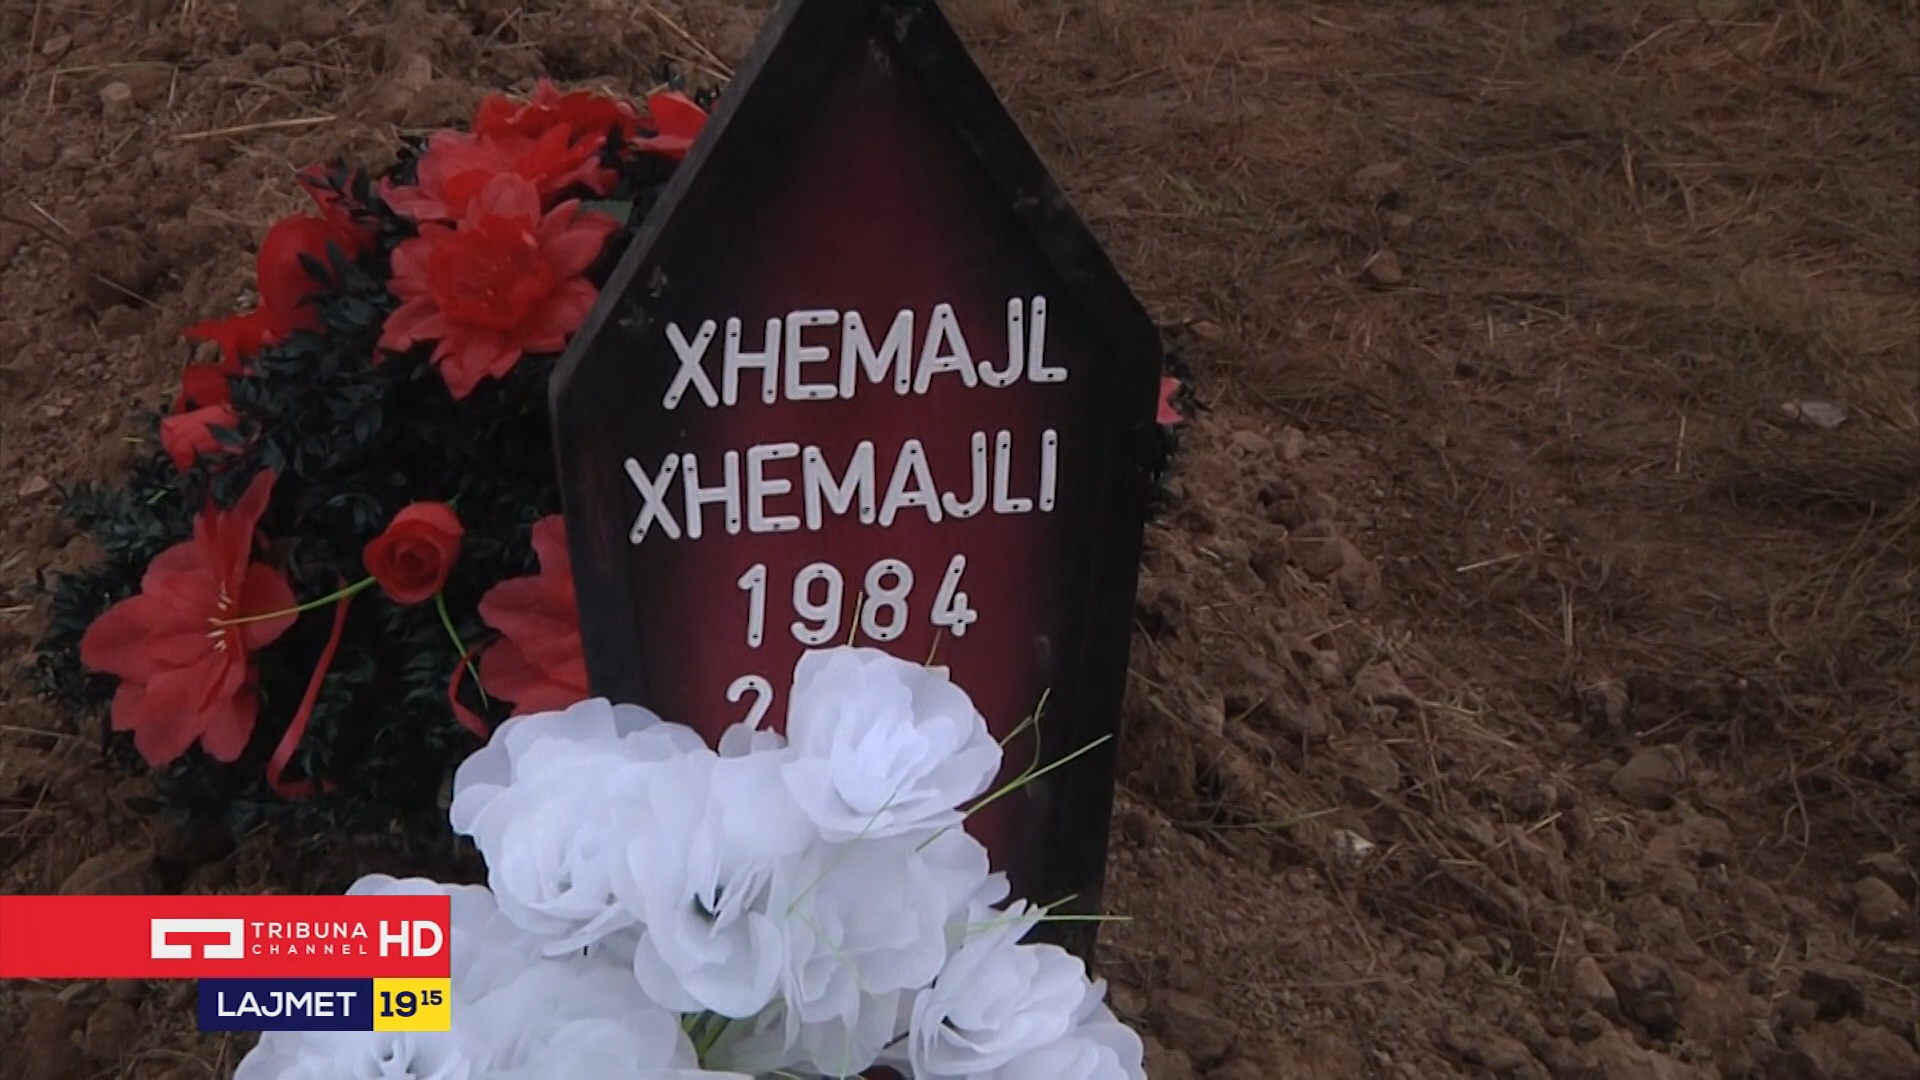 XHEMAJL
XHEMAJLI
1984
TRIBUNA
CHANNEL
HD
LAJMET 19 15